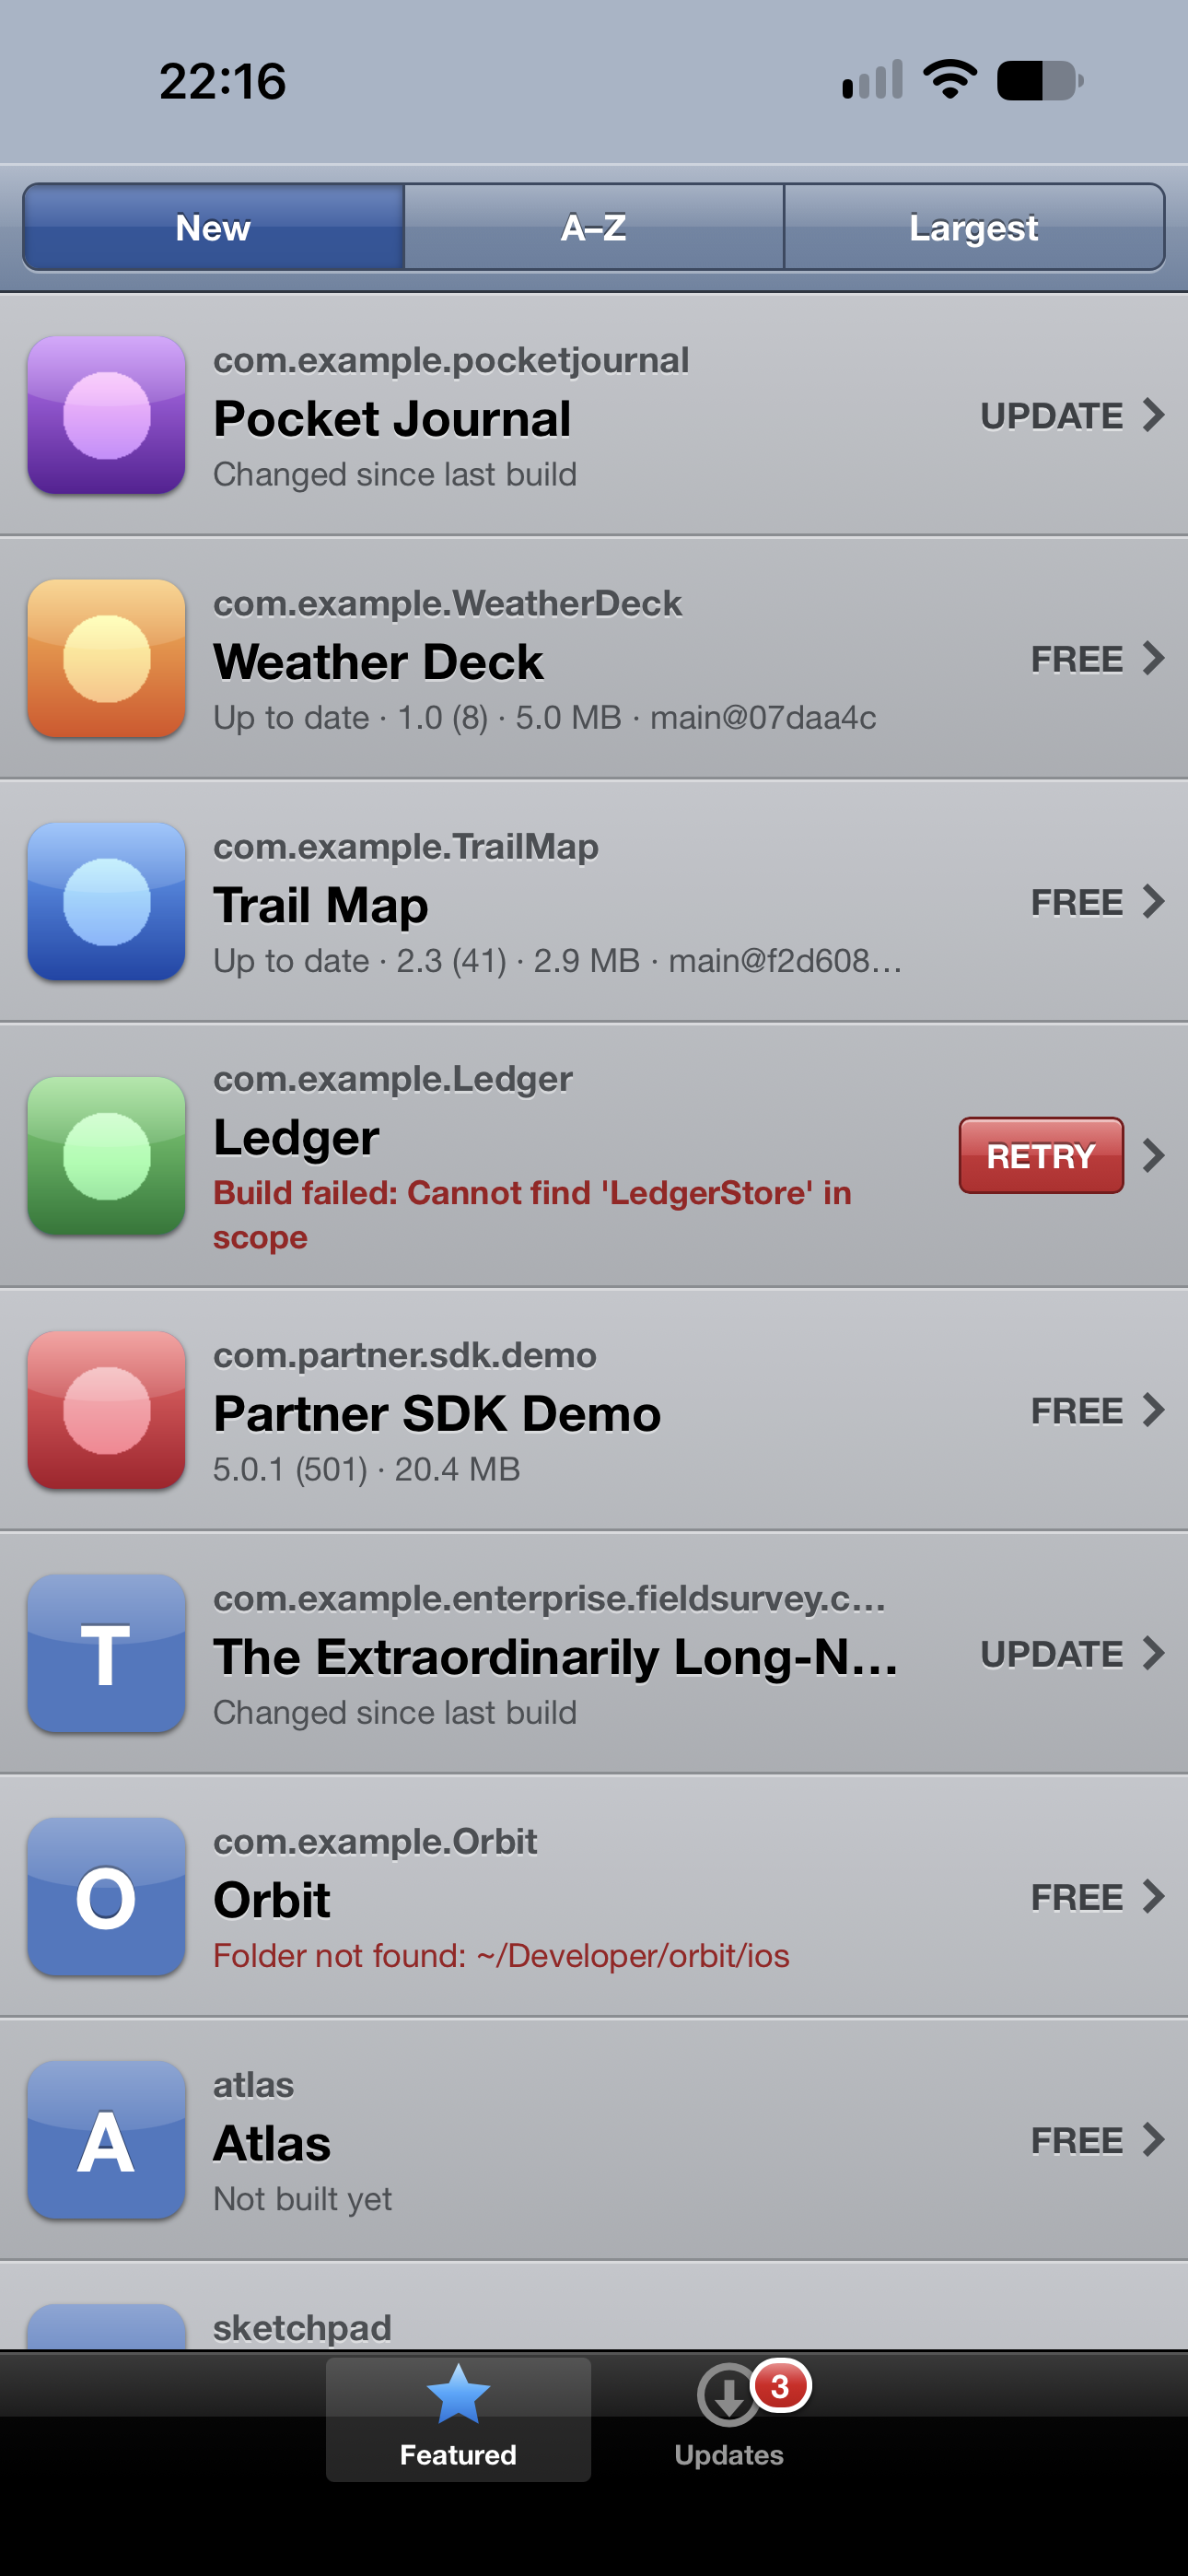 22:16
New
A–Z
Largest
com.example.pocketjournal
Pocket Journal
Changed since last build
UPDATE
com.example.WeatherDeck
Weather Deck
Up to date · 1.0 (8) · 5.0 MB · main@07daa4c
FREE
com.example.TrailMap
Trail Map
Up to date · 2.3 (41) · 2.9 MB · main@f2d608…
FREE
com.example.Ledger
Ledger
Build failed: Cannot find 'LedgerStore' in
scope
RETRY
com.partner.sdk.demo
Partner SDK Demo
5.0.1 (501) · 20.4 MB
FREE
T
com.example.enterprise.fieldsurvey.c…
The Extraordinarily Long-N…
Changed since last build
UPDATE
O
com.example.Orbit
Orbit
Folder not found: ~/Developer/orbit/ios
FREE
A
atlas
Atlas
Not built yet
FREE
sketchpad
Featured
Updates
3